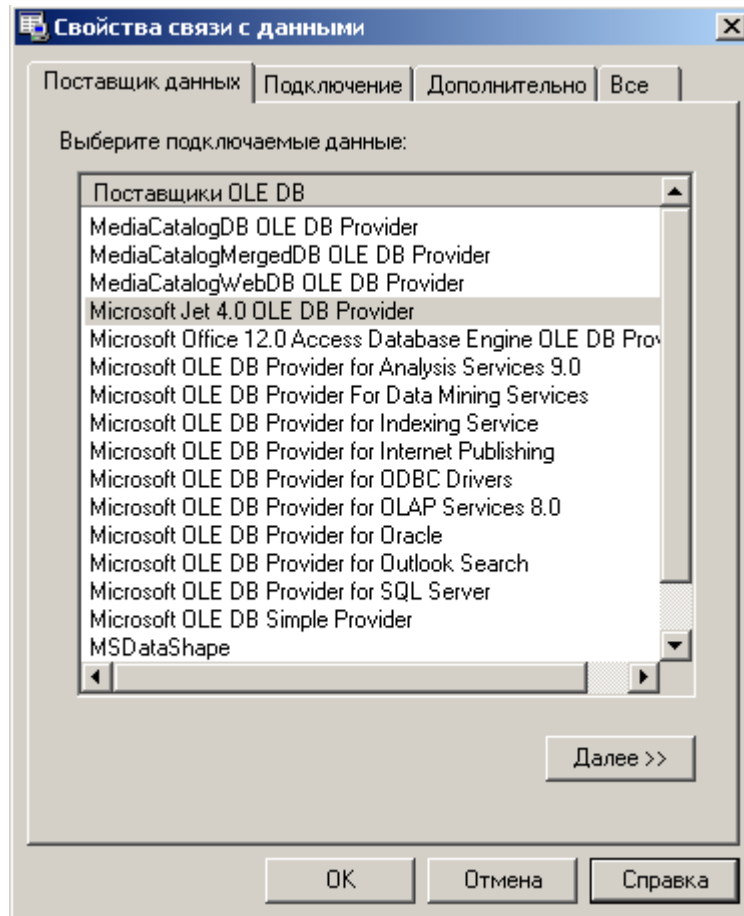 Свойства связи с данными
Поставщик данных Подключение Дополнительно Все
Выберите подключаемые данные:
Поставщики OLE DB
MediaCatalogDB OLE DB Provider
MediaCatalogMergedDB OLE DB Provider
MediaCatalogWebDB OLE DB Provider
Microsoft Jet 4.0 OLE DB Provider
Microsoft Office 12.0 Access Database Engine OLE DB Prov
Microsoft OLE DB Provider for Analysis Services 9.0
Microsoft OLE DB Provider For Data Mining Services
Microsoft OLE DB Provider for Indexing Service
Microsoft OLE DB Provider for Internet Publishing
Microsoft OLE DB Provider for ODBC Drivers
Microsoft OLE DB Provider for OLAP Services 8.0
Microsoft OLE DB Provider for Oracle
Microsoft OLE DB Provider for Outlook Search
Microsoft OLE DB Provider for SQL Server
Microsoft OLE DB Simple Provider
MSDataShape
Далее >>
OK Отмена Справка